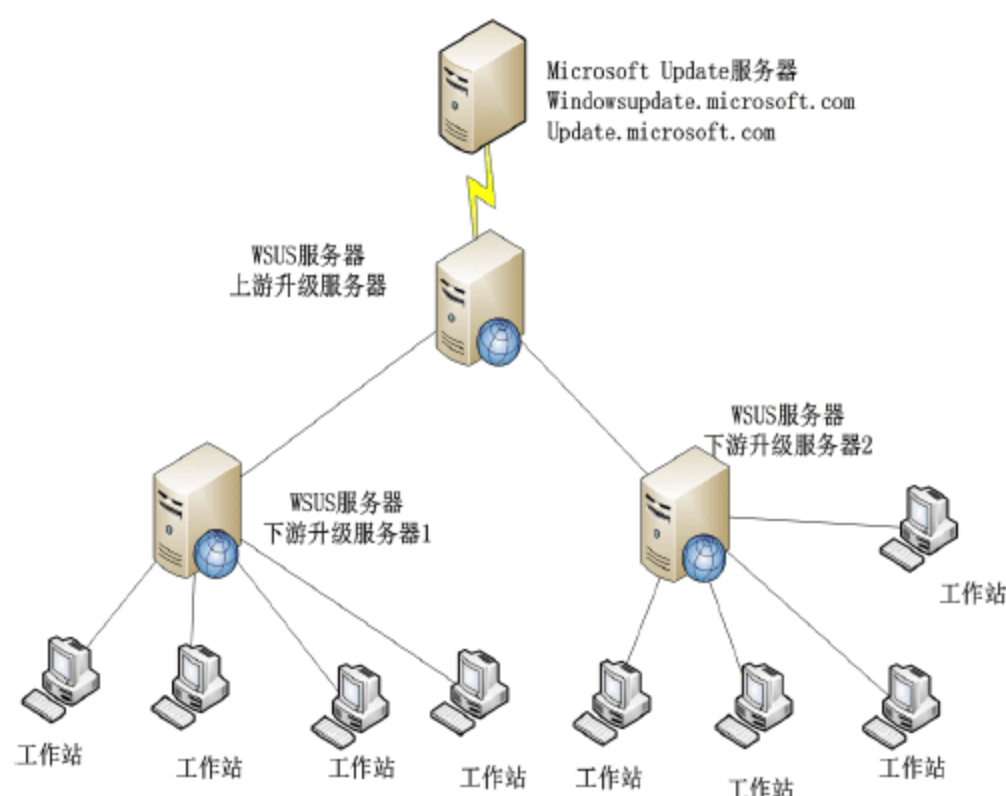 Microsoft Update服务器
Windowsupdate.microsoft.com
Update.microsoft.com
WSUS服务器
上游升级服务器
WSUS服务器
下游升级服务器2
WSUS服务器
下游升级服务器1
工作站
工作站
工作站
工作站
工作站
工作站
工作站
工作站